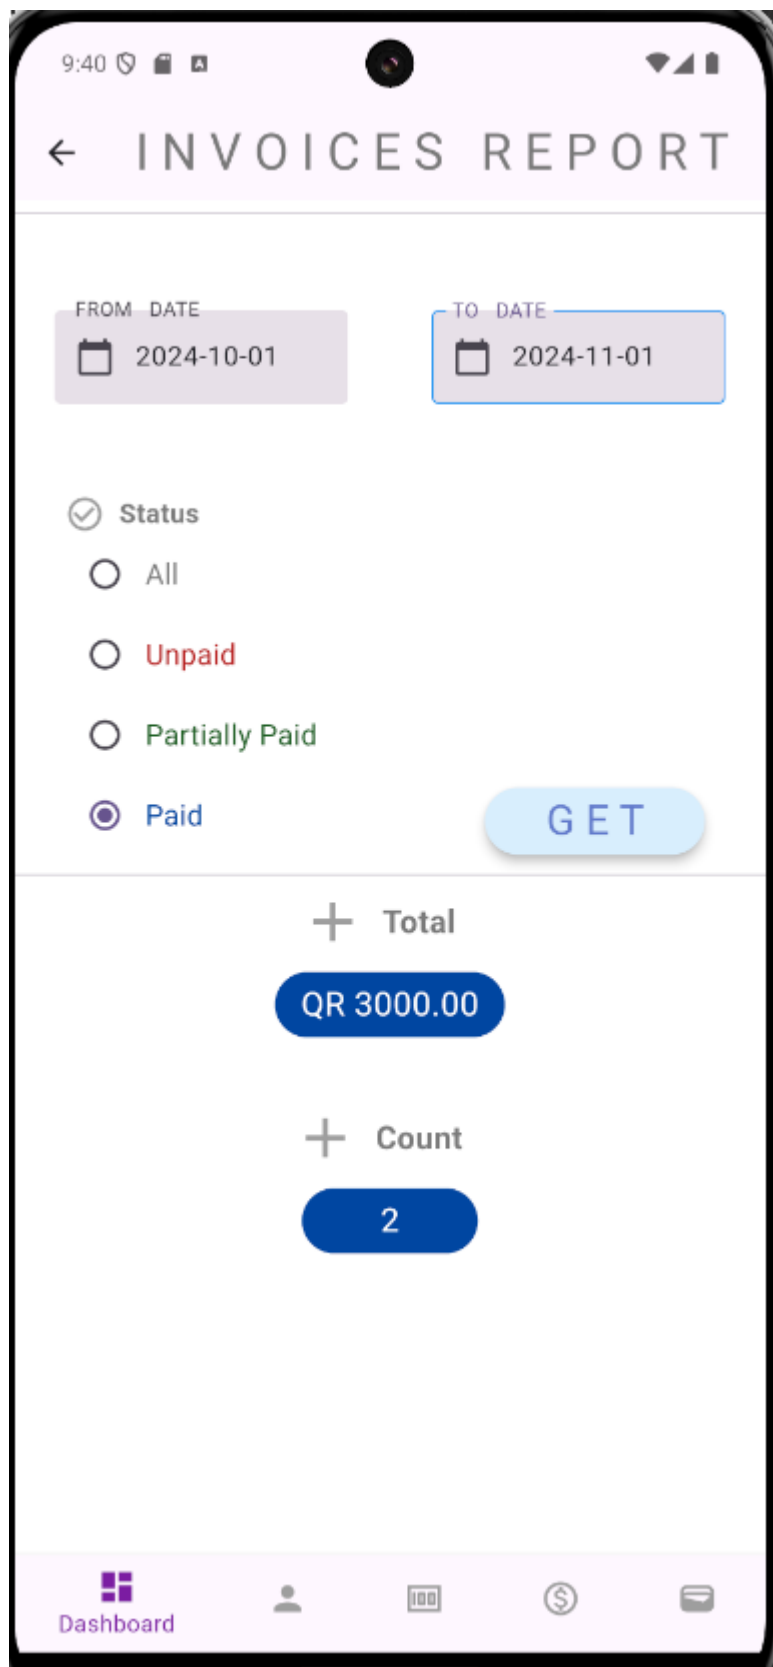 9:40
INVOICES REPORT
FROM DATE
TO DATE
2024-10-01
2024-11-01
Status
All
Unpaid
Partially Paid
Paid
GET
Total
QR 3000.00
Count
2
Dashboard